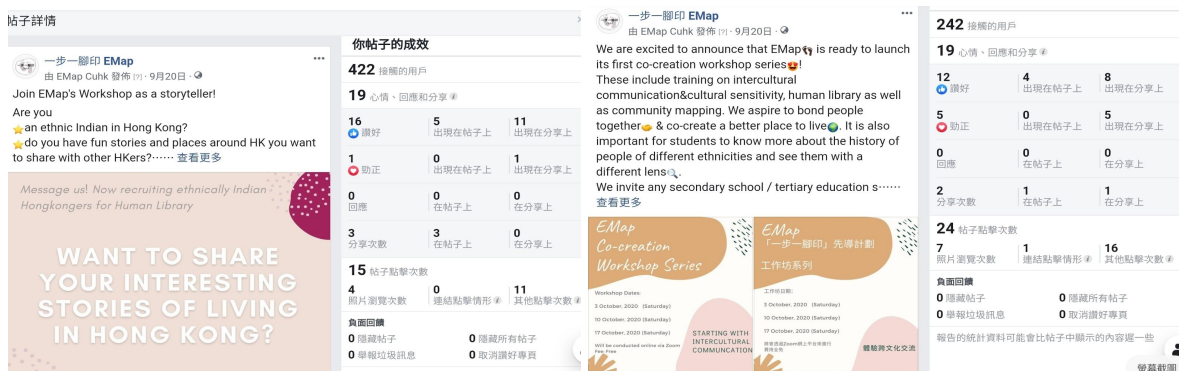 帖子詳情
一步一腳印 EMap
由 EMap Cuhk 發佈 [?] · 9月20日 ·
Join EMap's Workshop as a storyteller!
Are you
⭐an ethnic Indian in Hong Kong?
⭐do you have fun stories and places around HK you want
to share with other HKers?⋯⋯ 查看更多
Message us! Now recruiting ethnically Indian
Hongkongers for Human Library
WANT TO SHARE
YOUR INTERESTING
STORIES OF LIVING
IN HONG KONG?
你帖子的成效
422 接觸的用戶
19 心情、回應和分享
16 5 11
讚好 出現在帖子上 出現在分享上
1 0 1
勁正 出現在帖子上 出現在分享上
0 0 0
回應 在帖子上 在分享上
3 3 0
分享次數 在帖子上 在分享上
15 帖子點擊次數
4 0 11
照片瀏覽次數 連結點擊情形 其他點擊次數
負面回饋
0 隱藏帖子 0 隱藏所有帖子
0 舉報垃圾訊息 0 取消讚好專頁
一步一腳印 EMap
由 EMap Cuhk 發佈 [?] · 9月20日 ·
We are excited to announce that EMap👣 is ready to launch
its first co-creation workshop series😍!
These include training on intercultural
communication&cultural sensitivity, human library as well
as community mapping. We aspire to bond people
together🤝 & co-create a better place to live🌍. It is also
important for students to know more about the history of
people of different ethnicities and see them with a
different lens🔍.
We invite any secondary school / tertiary education s⋯⋯
查看更多
EMap
Co-creation
Workshop Series
Workshop Dates:
3 October, 2020 (Saturday)
10 October, 2020 (Saturday)
17 October, 2020 (Saturday)
Will be conducted online via Zoom
Fee: Free
STARTING WITH
INTERCULTURAL
COMMUNCATION
EMap
「一步一腳印」先導計劃
工作坊系列
工作坊日期:
3 October, 2020 (Saturday)
10 October, 2020 (Saturday)
17 October, 2020 (Saturday)
費用全免
體驗跨文化交流
242 接觸的用戶
19 心情、回應和分享
12 4 8
讚好 出現在帖子上 出現在分享上
5 0 5
勁正 出現在帖子上 出現在分享上
0 0 0
回應 在帖子上 在分享上
2 1 1
分享次數 在帖子上 在分享上
24 帖子點擊次數
7 1 16
照片瀏覽次數 連結點擊情形 其他點擊次數
負面回饋
0 隱藏帖子 0 隱藏所有帖子
0 舉報垃圾訊息 0 取消讚好專頁
報告的統計資料可能會比帖子中顯示的內容遲一些
螢幕截圖